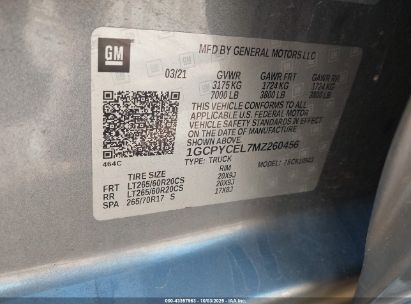 GM
MFD BY GENERAL MOTORS LLC
03/21 GVWR GAWR FRT GAWR RR
3175 KG 1724 KG 1724 KG
7000 LB 3800 LB 3800 LB
THIS VEHICLE CONFORMS TO ALL
APPLICABLE U.S. FEDERAL MOTOR
VEHICLE SAFETY STANDARDS IN
EFFECT ON THE DATE OF MANUFACTURE
SHOWN ABOVE.
1GCPYCEL7MZ260456
464C TYPE: TRUCK MODEL:
TIRE SIZE RIM
FRT LT265/60R20CS 20X9J
RR LT265/60R20CS 20X9J
SPA 265/70R17 S 17X8J